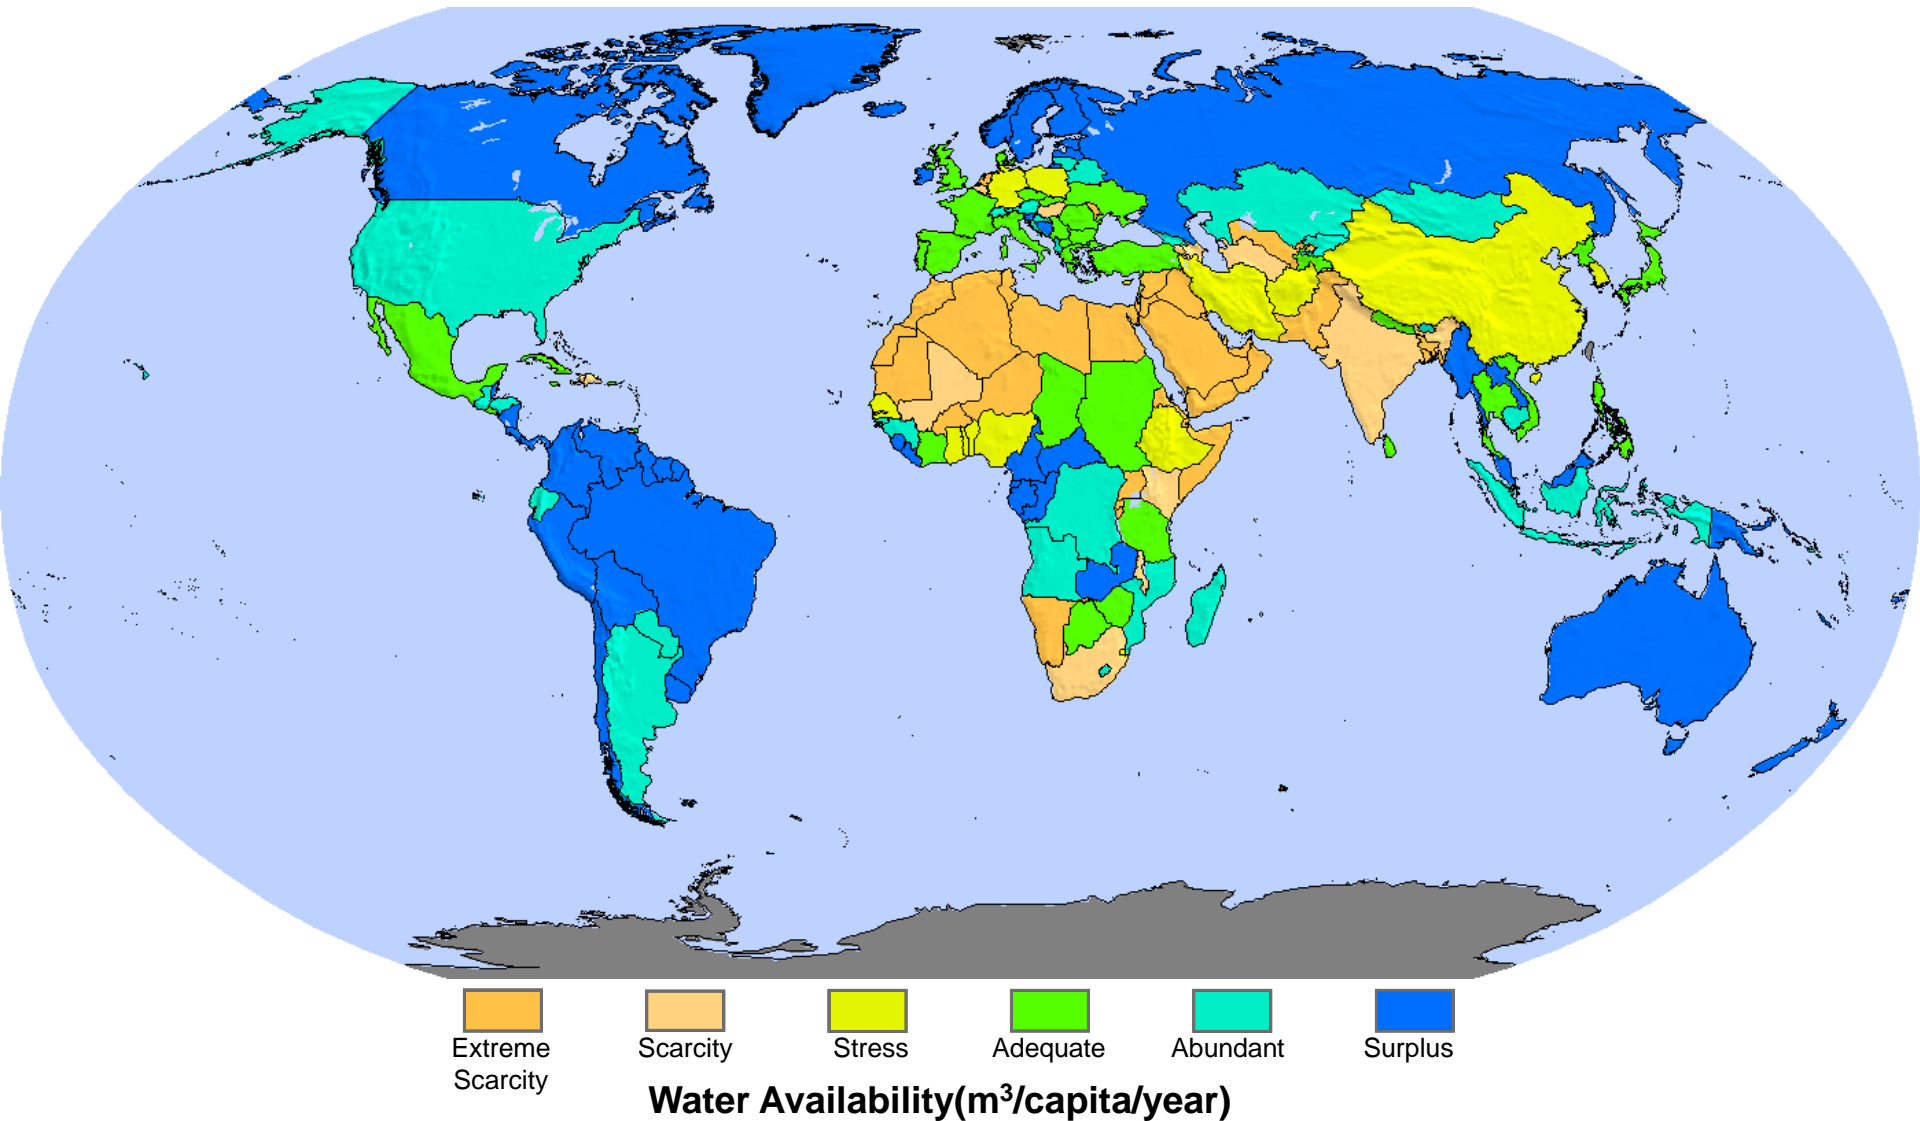 Extreme Scarcity
Scarcity
Stress
Adequate
Abundant
Surplus
Water Availability(m³/capita/year)